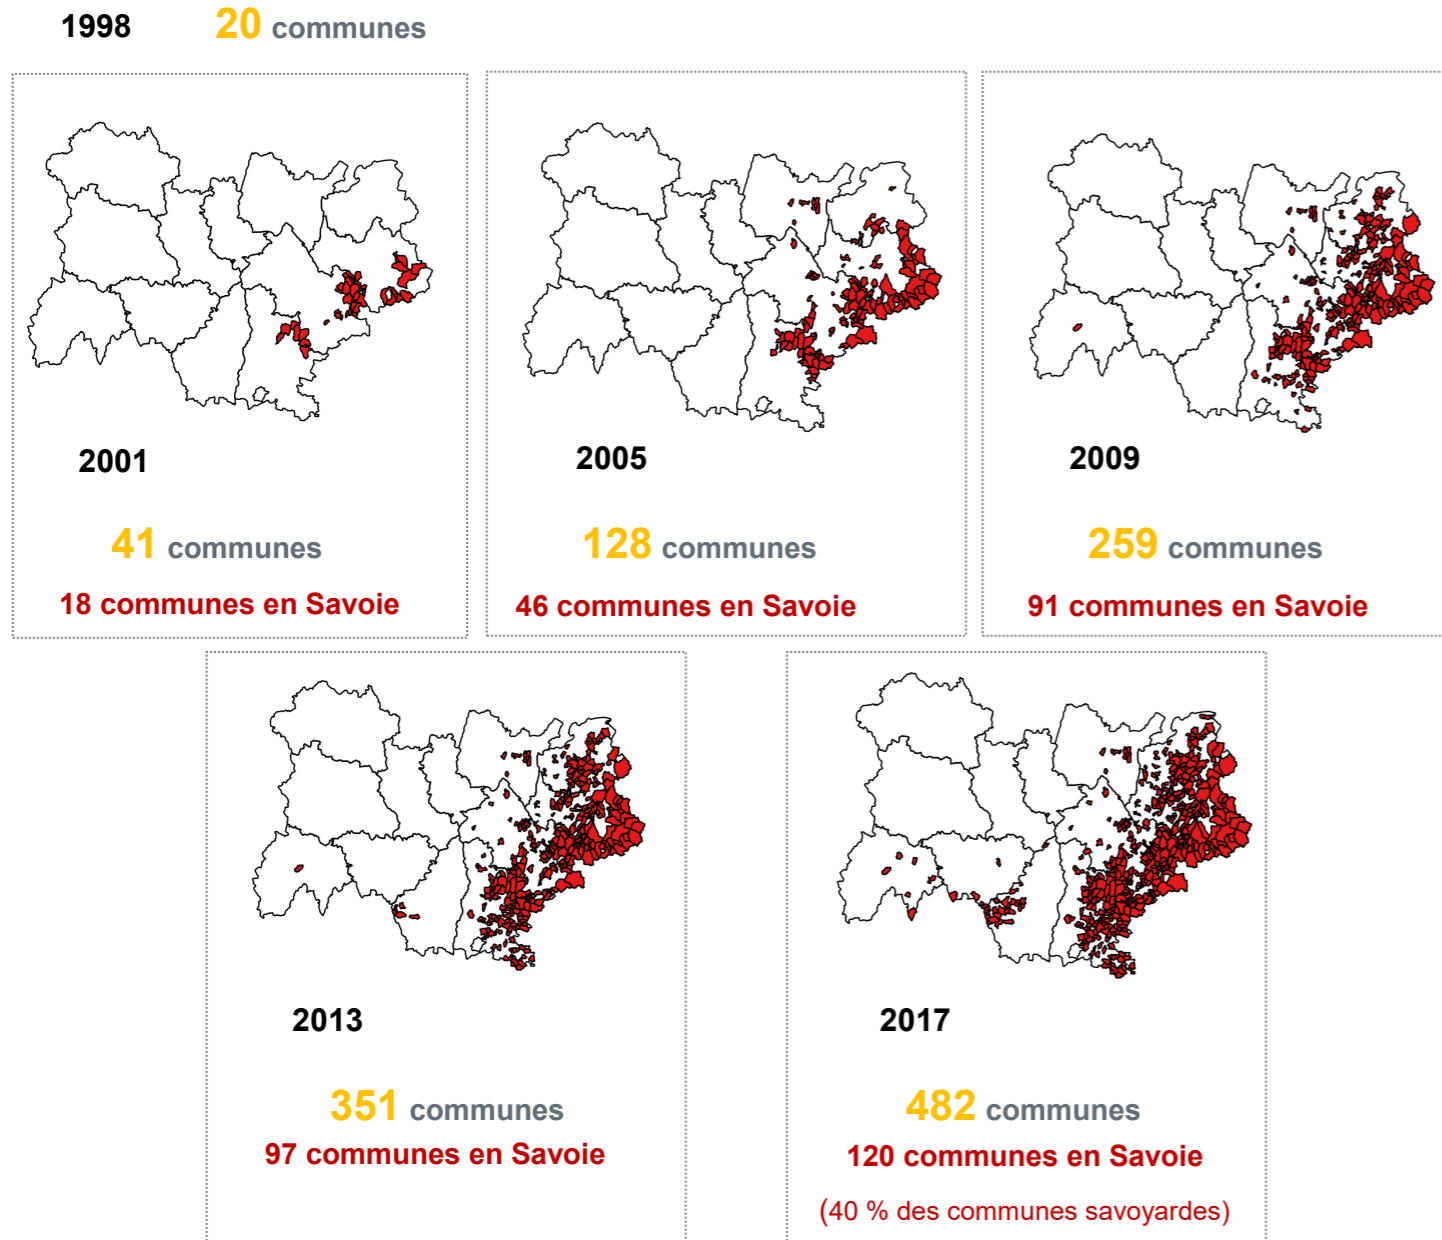 1998 20 communes
2001 2005 2009
41 communes 128 communes 259 communes
18 communes en Savoie 46 communes en Savoie 91 communes en Savoie
2013 2017
351 communes 482 communes
97 communes en Savoie 120 communes en Savoie
(40 % des communes savoyardes)